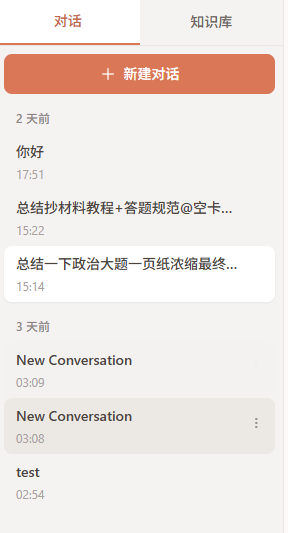 对话
知识库
新建对话
2 天前
你好
17:51
总结抄材料教程+答题规范@空卡...
15:22
总结一下政治大题一页纸浓缩最终...
15:14
3 天前
New Conversation
03:09
New Conversation
03:08
test
02:54